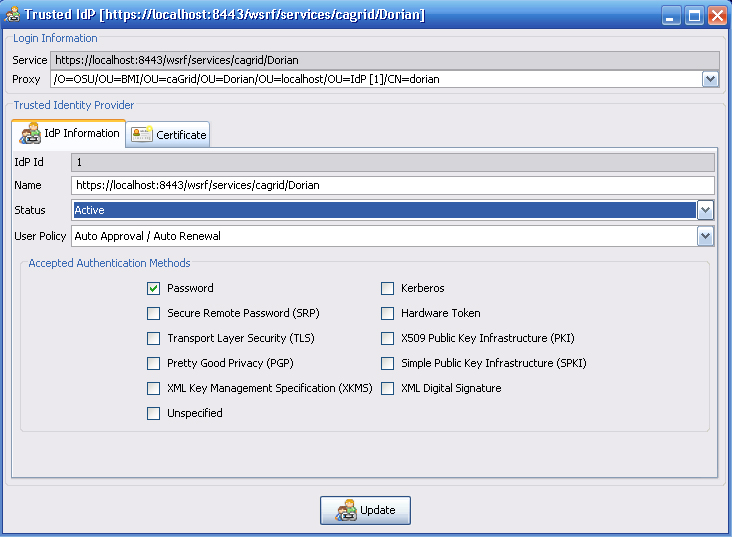 Trusted IdP [https://localhost:8443/wsrf/services/cagrid/Dorian]
Login Information
Service https://localhost:8443/wsrf/services/cagrid/Dorian
Proxy /O=OSU/OU=BMI/OU=caGrid/OU=Dorian/OU=localhost/OU=IdP [1]/CN=dorian
Trusted Identity Provider
IdP Information Certificate
IdP Id 1
Name https://localhost:8443/wsrf/services/cagrid/Dorian
Status Active
User Policy Auto Approval / Auto Renewal
Accepted Authentication Methods
Password Kerberos
Secure Remote Password (SRP) Hardware Token
Transport Layer Security (TLS) X509 Public Key Infrastructure (PKI)
Pretty Good Privacy (PGP) Simple Public Key Infrastructure (SPKI)
XML Key Management Specification (XKMS) XML Digital Signature
Unspecified
Update